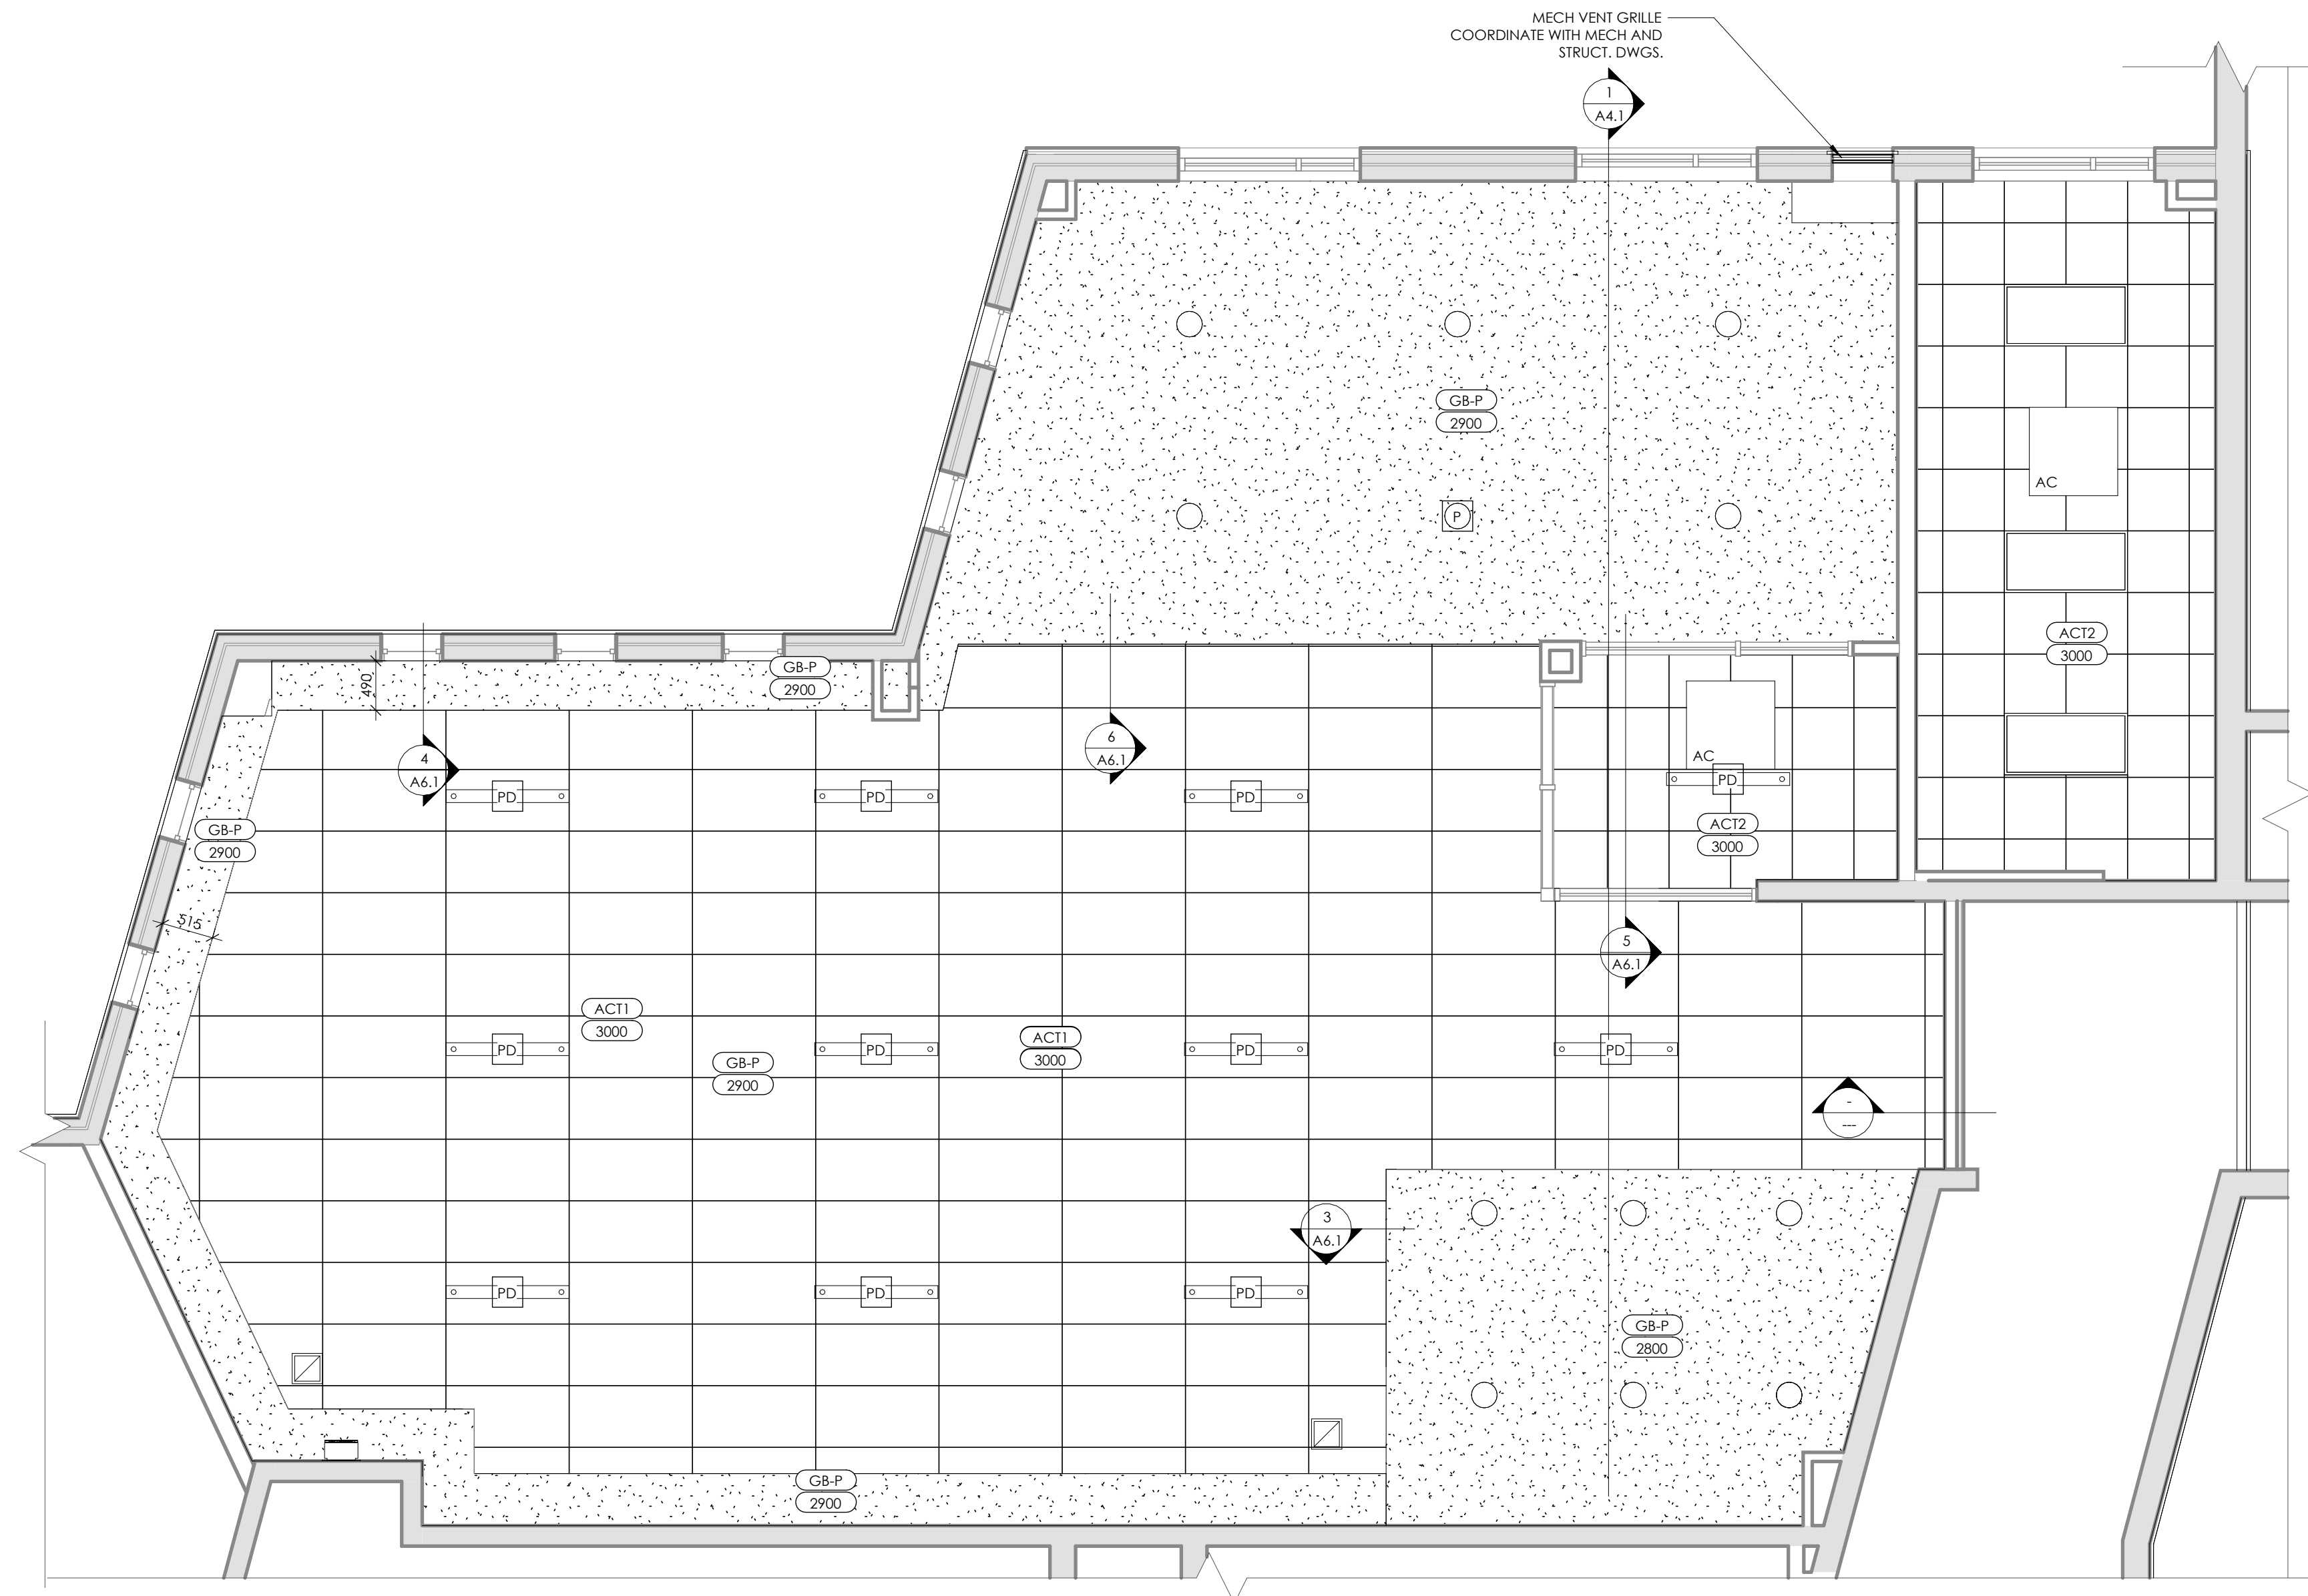 MECH VENT GRILLE
COORDINATE WITH MECH AND
STRUCT. DWGS.
1
A4.1
GB-P
2900
AC
P
ACT2
3000
GB-P
2900
490
6
A6.1
4
A6.1
AC
PD
PD
PD
PD
ACT2
3000
GB-P
2900
515
5
A6.1
ACT1
3000
ACT1
3000
PD
PD
PD
PD
GB-P
2900
-
---
3
A6.1
PD
PD
PD
GB-P
2800
GB-P
2900